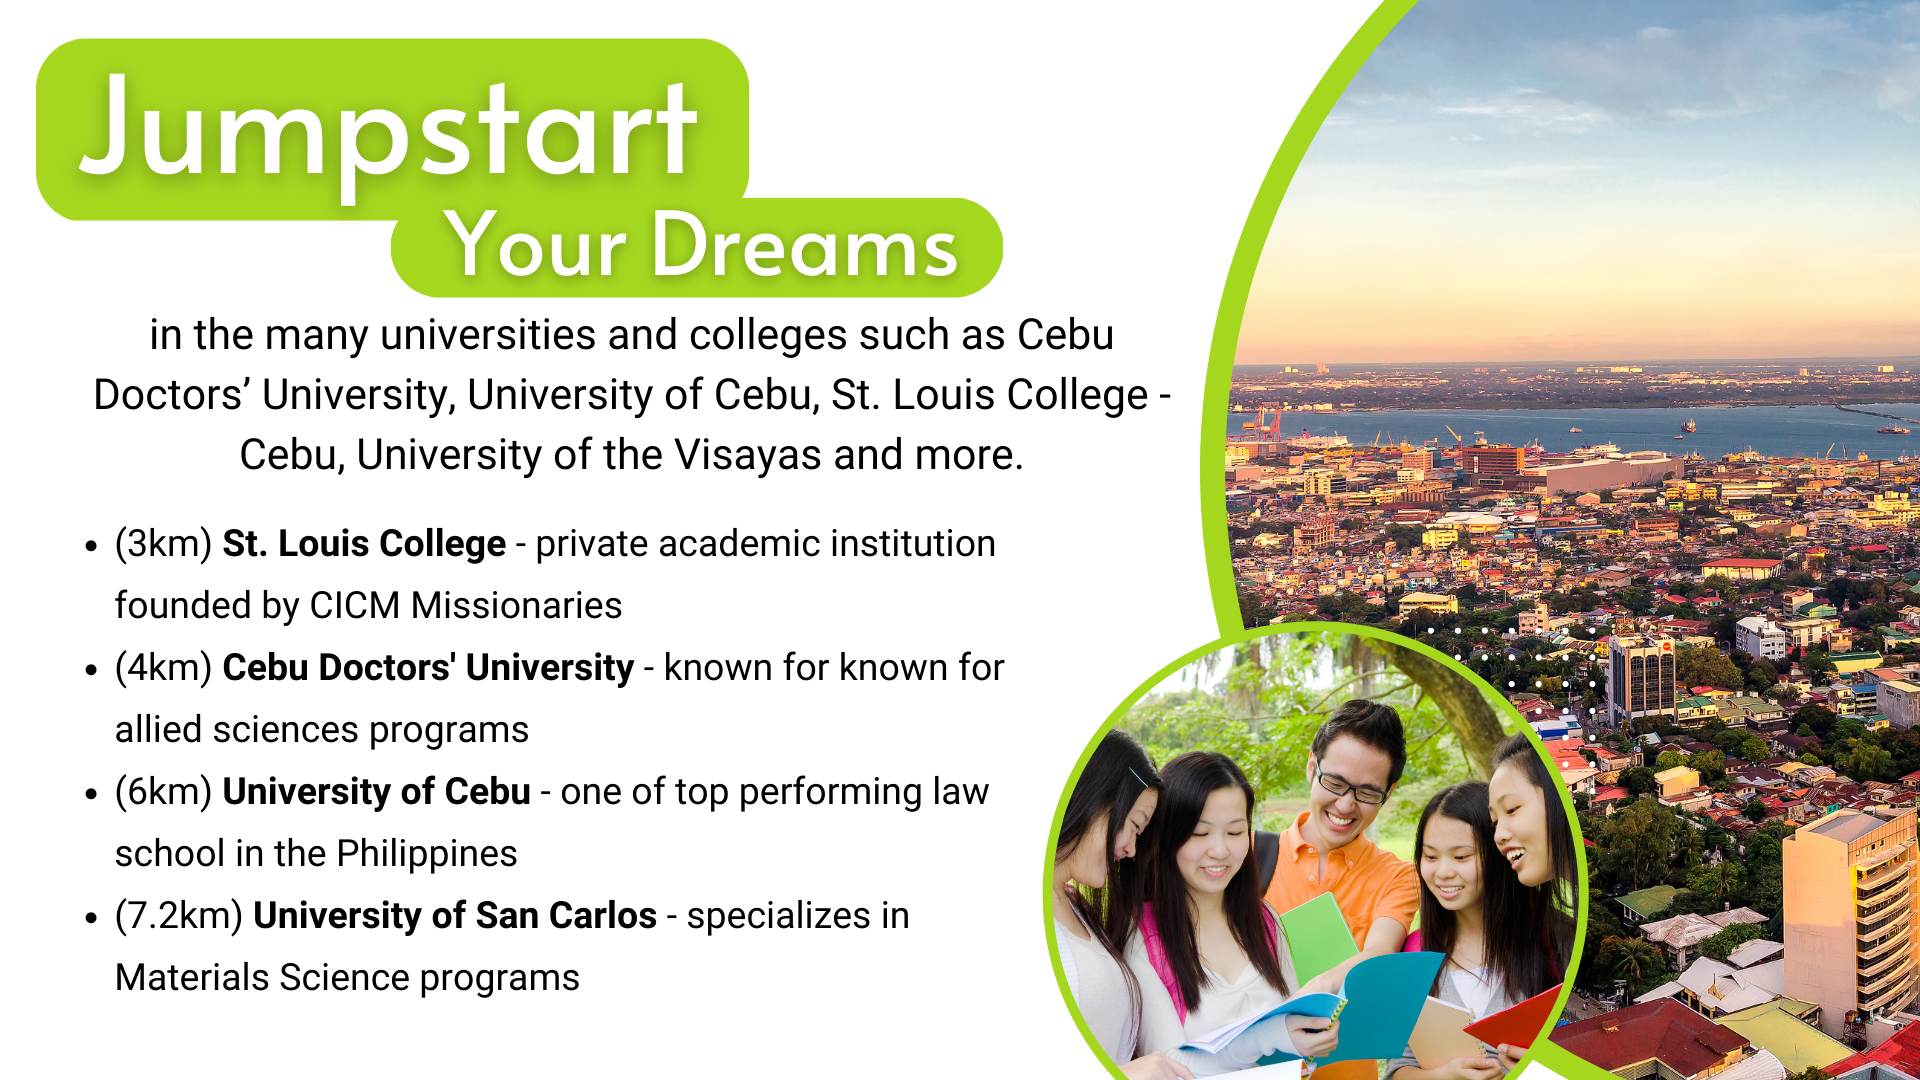 Jumpstart
Your Dreams
in the many universities and colleges such as Cebu
Doctors’ University, University of Cebu, St. Louis College -
Cebu, University of the Visayas and more.
• (3km) St. Louis College - private academic institution
founded by CICM Missionaries
• (4km) Cebu Doctors' University - known for known for
allied sciences programs
• (6km) University of Cebu - one of top performing law
school in the Philippines
• (7.2km) University of San Carlos - specializes in
Materials Science programs